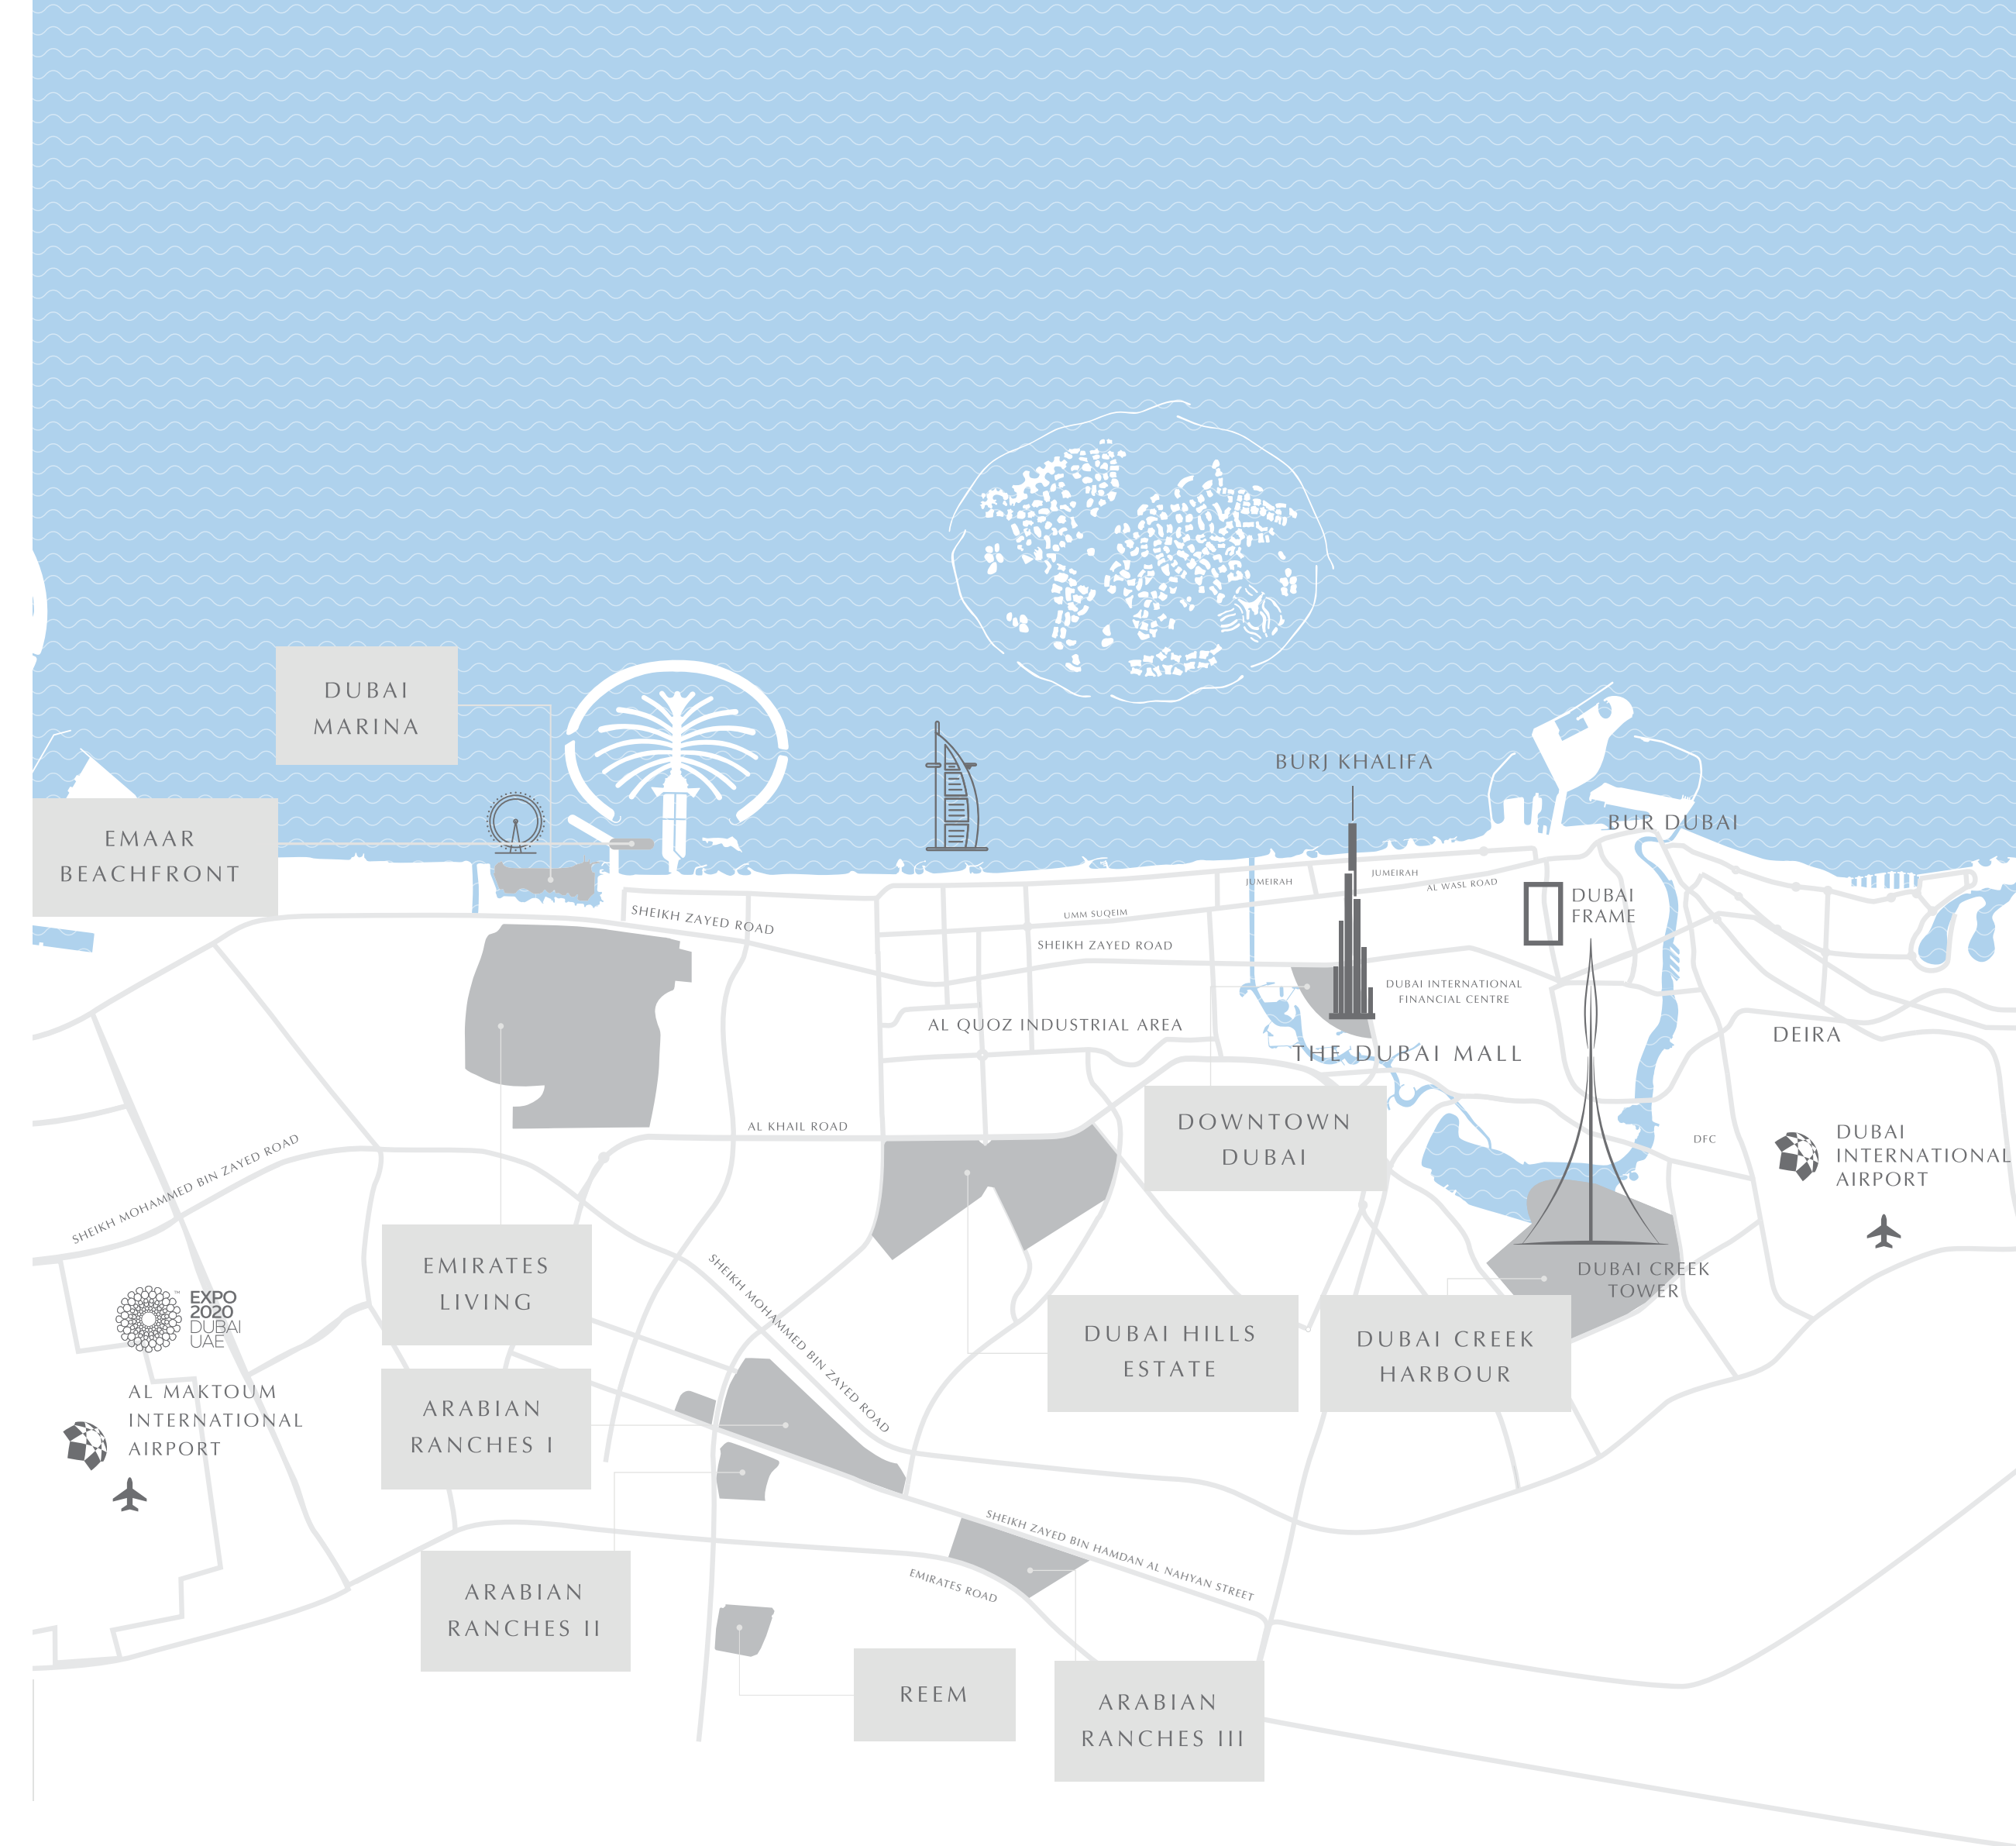 DUBAI
MARINA
BURJ KHALIFA
BUR DUBAI
EMAAR
BEACHFRONT
JUMEIRAH
JUMEIRAH
AL WASL ROAD
DUBAI
FRAME
SHEIKH ZAYED ROAD
UMM SUQEIM
SHEIKH ZAYED ROAD
DUBAI INTERNATIONAL
FINANCIAL CENTRE
AL QUOZ INDUSTRIAL AREA
THE DUBAI MALL
DEIRA
DOWNTOWN
DUBAI
AL KHAIL ROAD
DFC
DUBAI
INTERNATIONAL
AIRPORT
SHEIKH MOHAMMED BIN ZAYED ROAD
EMIRATES
LIVING
SHEIKH MOHAMMED BIN ZAYED ROAD
DUBAI CREEK
TOWER
EXPO
2020
DUBAI
UAE
TM
DUBAI HILLS
ESTATE
DUBAI CREEK
HARBOUR
AL MAKTOUM
INTERNATIONAL
AIRPORT
ARABIAN
RANCHES I
SHEIKH ZAYED BIN HAMDAN AL NAHYAN STREET
EMIRATES ROAD
ARABIAN
RANCHES II
REEM
ARABIAN
RANCHES III